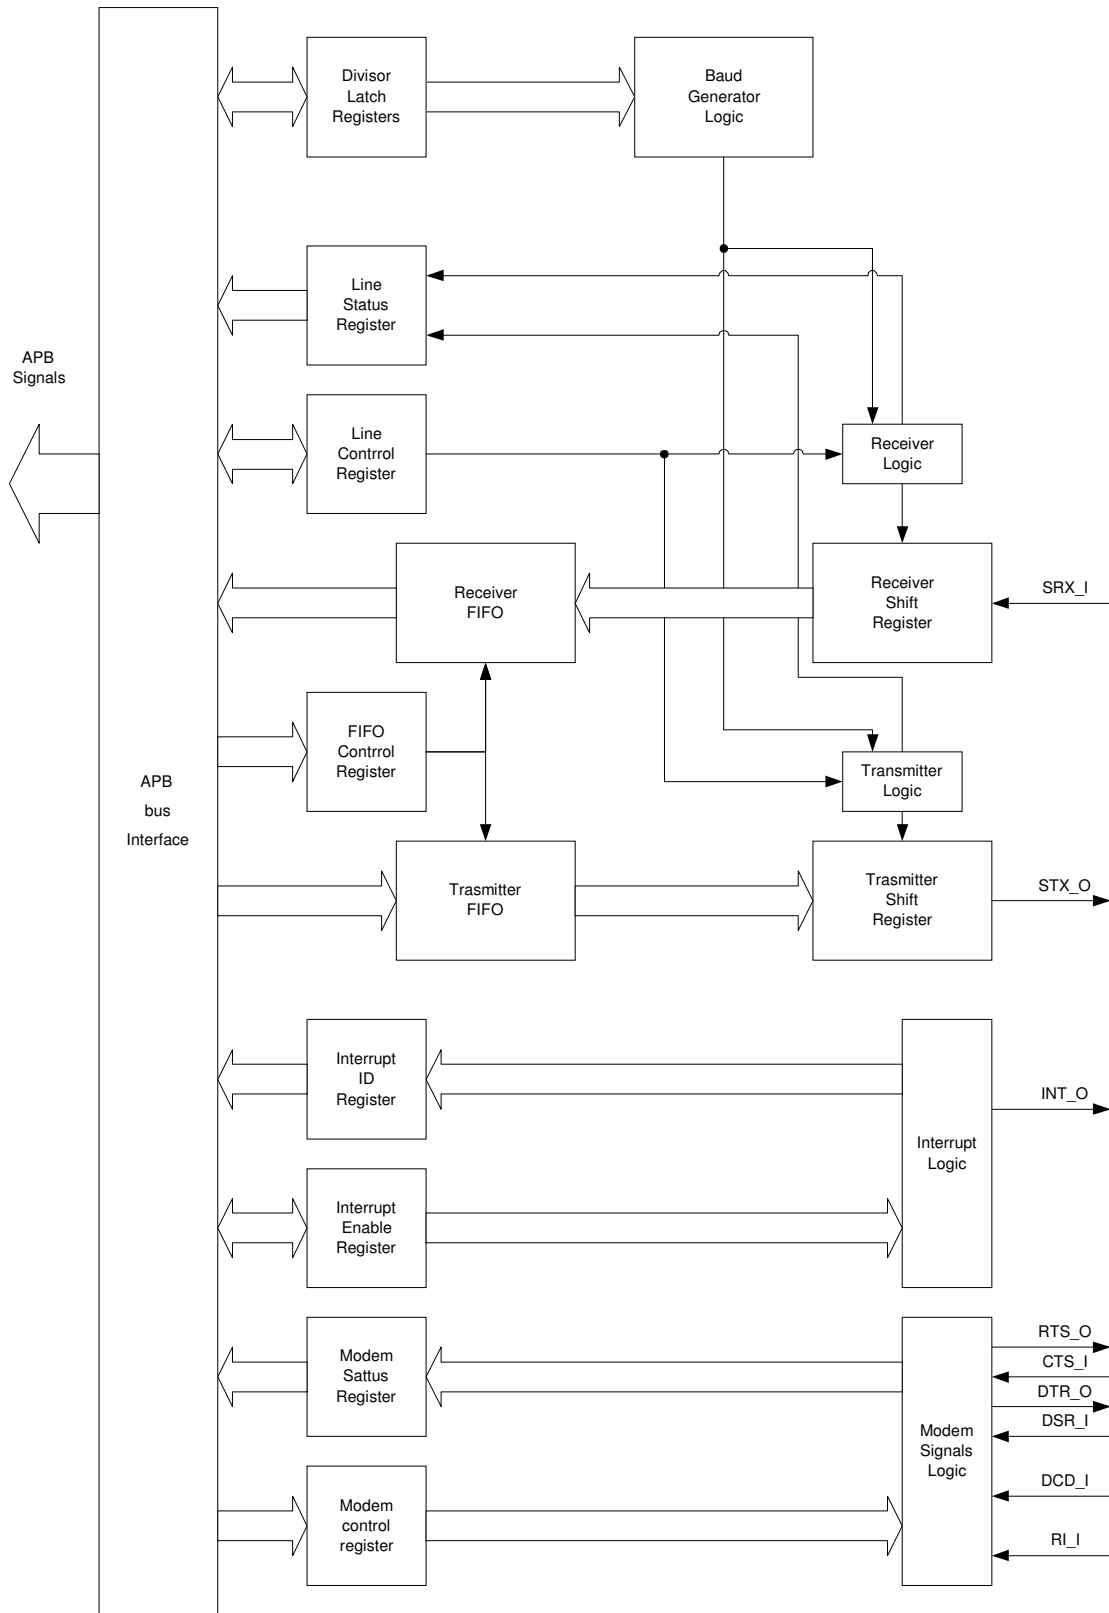 Divisor
Latch
Registers
Baud
Generator
Logic
Line
Status
Register
APB
Signals
Line
Contrrol
Register
Receiver
Logic
Receiver
FIFO
Receiver
Shift
Register
SRX_I
FIFO
Contrrol
Register
APB
bus
Interface
Transmitter
Logic
Trasmitter
FIFO
Trasmitter
Shift
Register
STX_O
Interrupt
ID
Register
Interrupt
Logic
INT_O
Interrupt
Enable
Register
Modem
Sattus
Register
Modem
Signals
Logic
RTS_O
CTS_I
DTR_O
DSR_I
DCD_I
RI_I
Modem
control
register